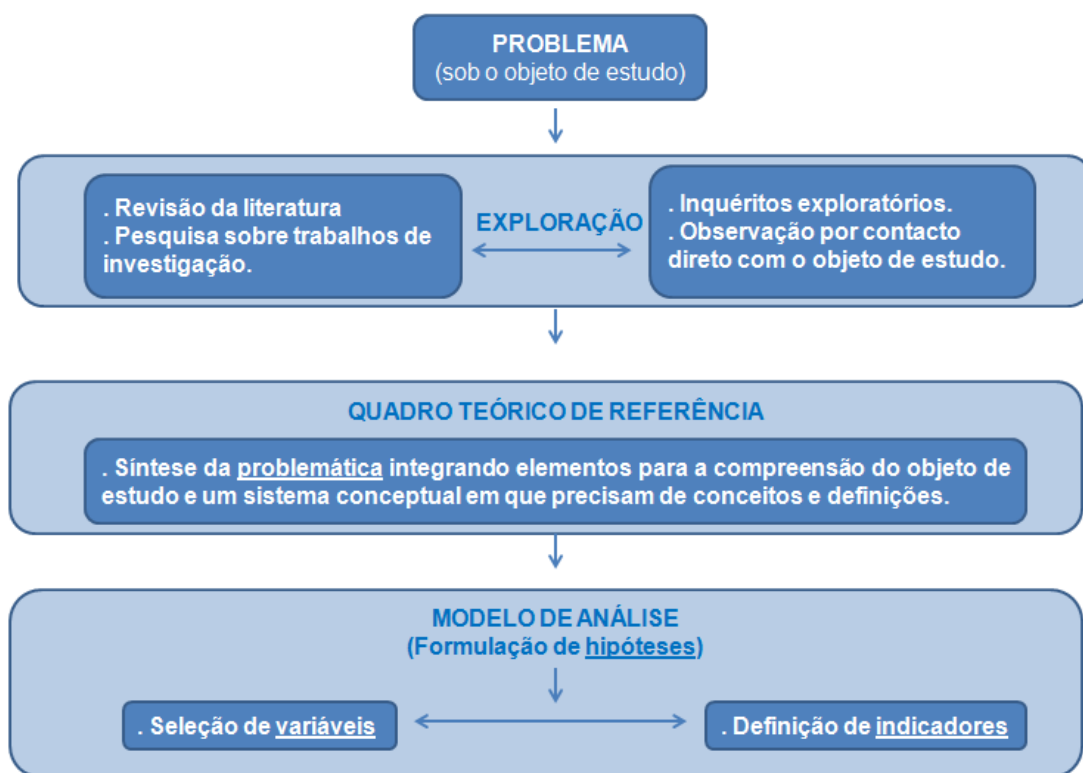 PROBLEMA
(sob o objeto de estudo)
. Revisão da literatura
. Pesquisa sobre trabalhos de
investigação.
EXPLORAÇÃO
. Inquéritos exploratórios.
. Observação por contacto
direto com o objeto de estudo.
QUADRO TEÓRICO DE REFERÊNCIA
. Síntese da problemática integrando elementos para a compreensão do objeto de
estudo e um sistema conceptual em que precisam de conceitos e definições.
MODELO DE ANÁLISE
(Formulação de hipóteses)
. Seleção de variáveis
. Definição de indicadores